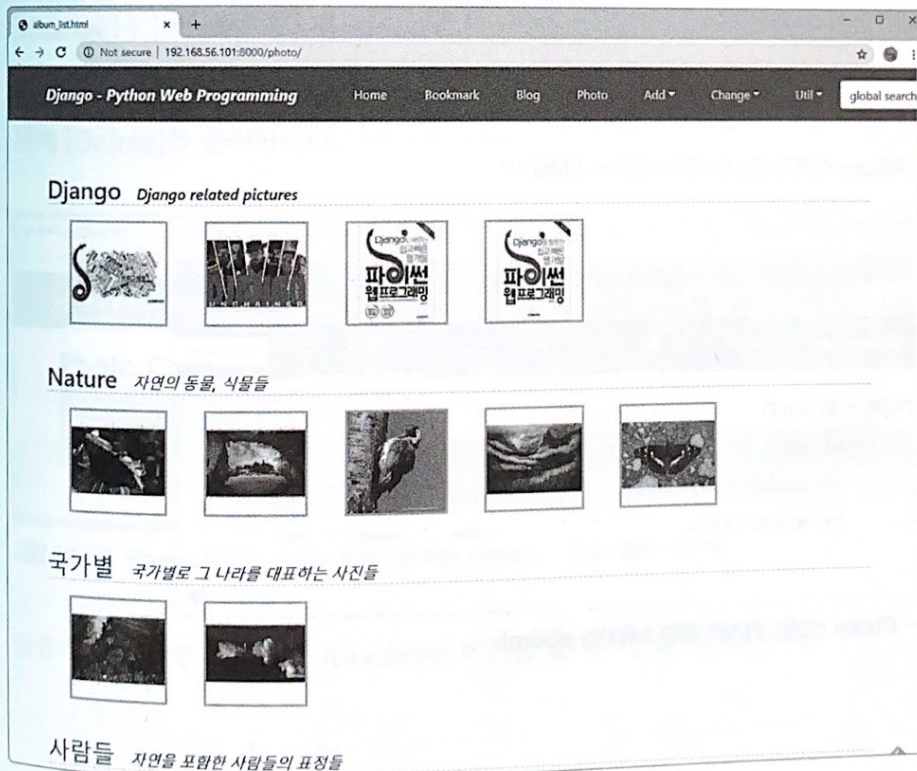 album_list.html
Not secure | 192.168.56.101:8000/photo/
Django - Python Web Programming Home Bookmark Blog Photo Add Change Util global search
Django Django related pictures
Django
파이썬
웹프로그래밍
Django
파이썬
웹프로그래밍
Nature 자연의 동물, 식물들
국가별 국가별로 그 나라를 대표하는 사진들
사람들 자연을 포함한 사람들의 표정들